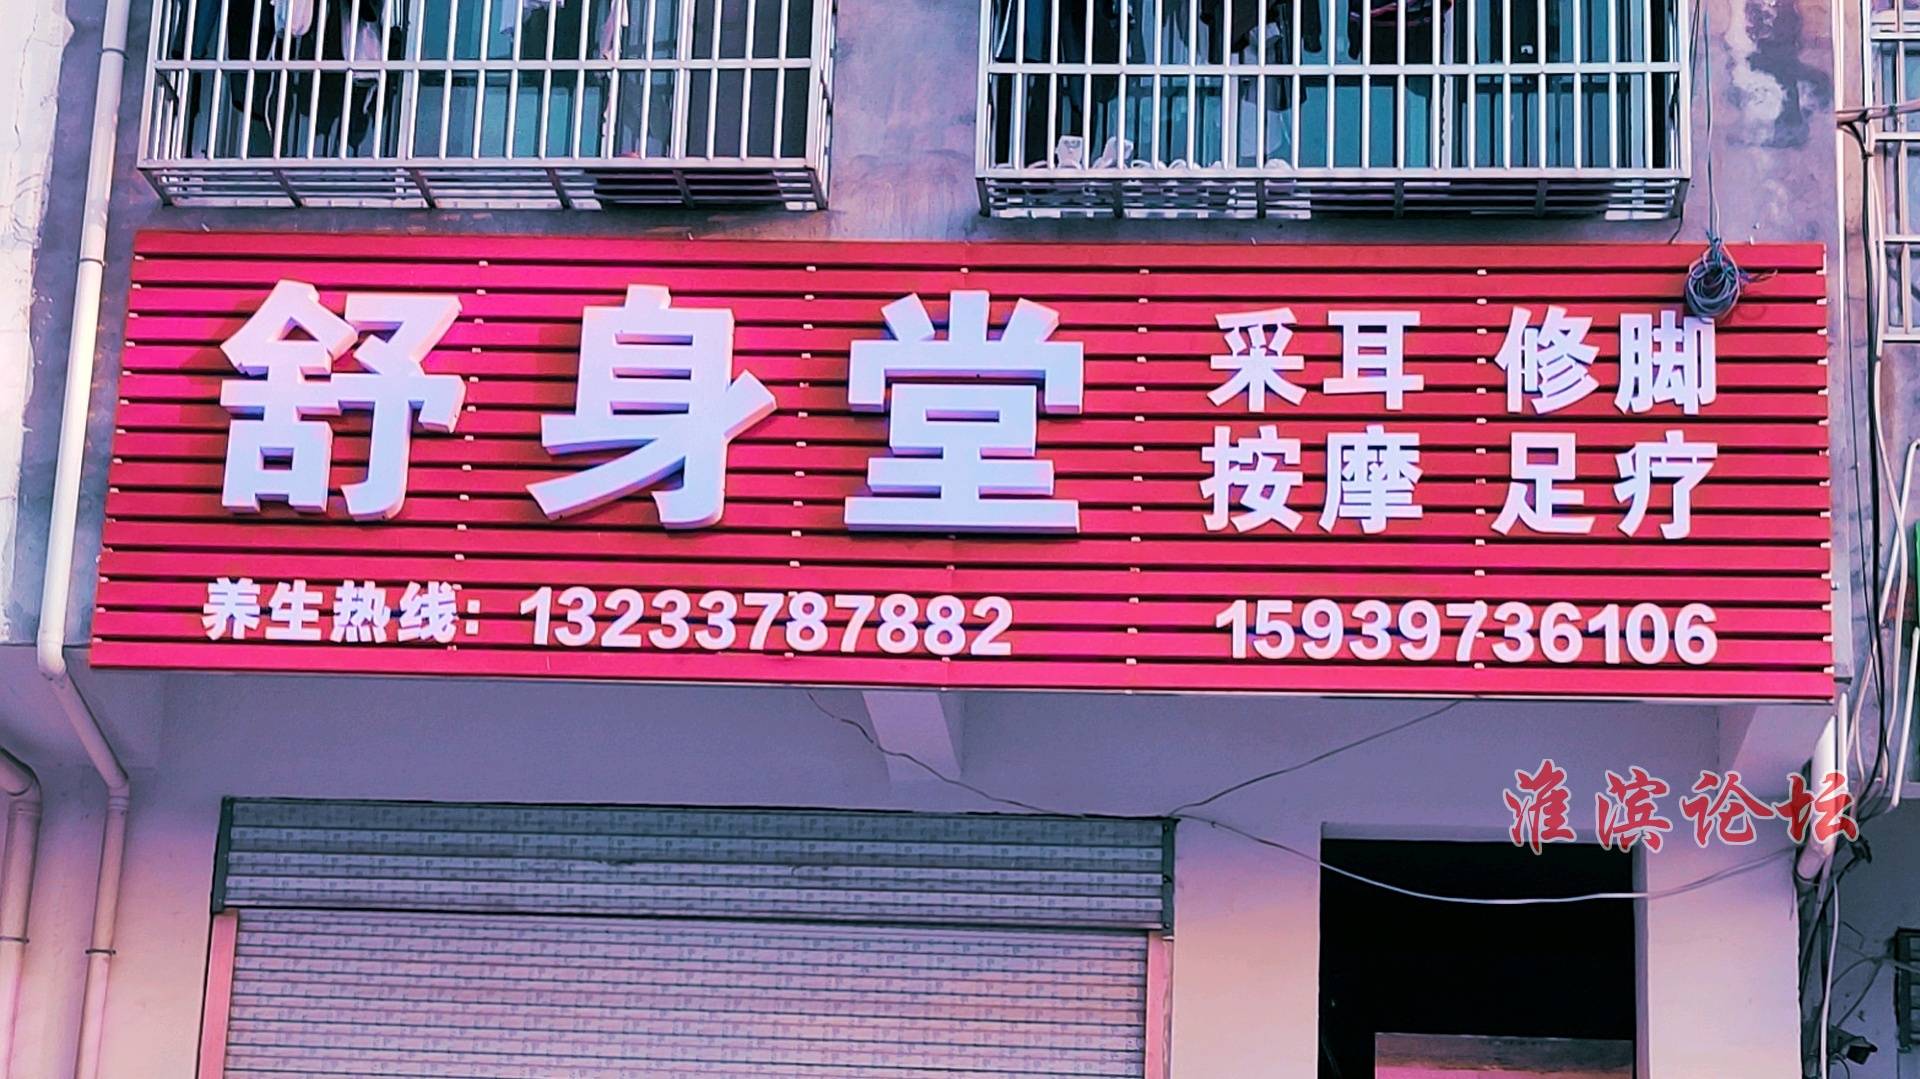 舒身堂
采耳 修脚
按摩 足疗
养生热线：13233787882 15939736106
淮滨论坛